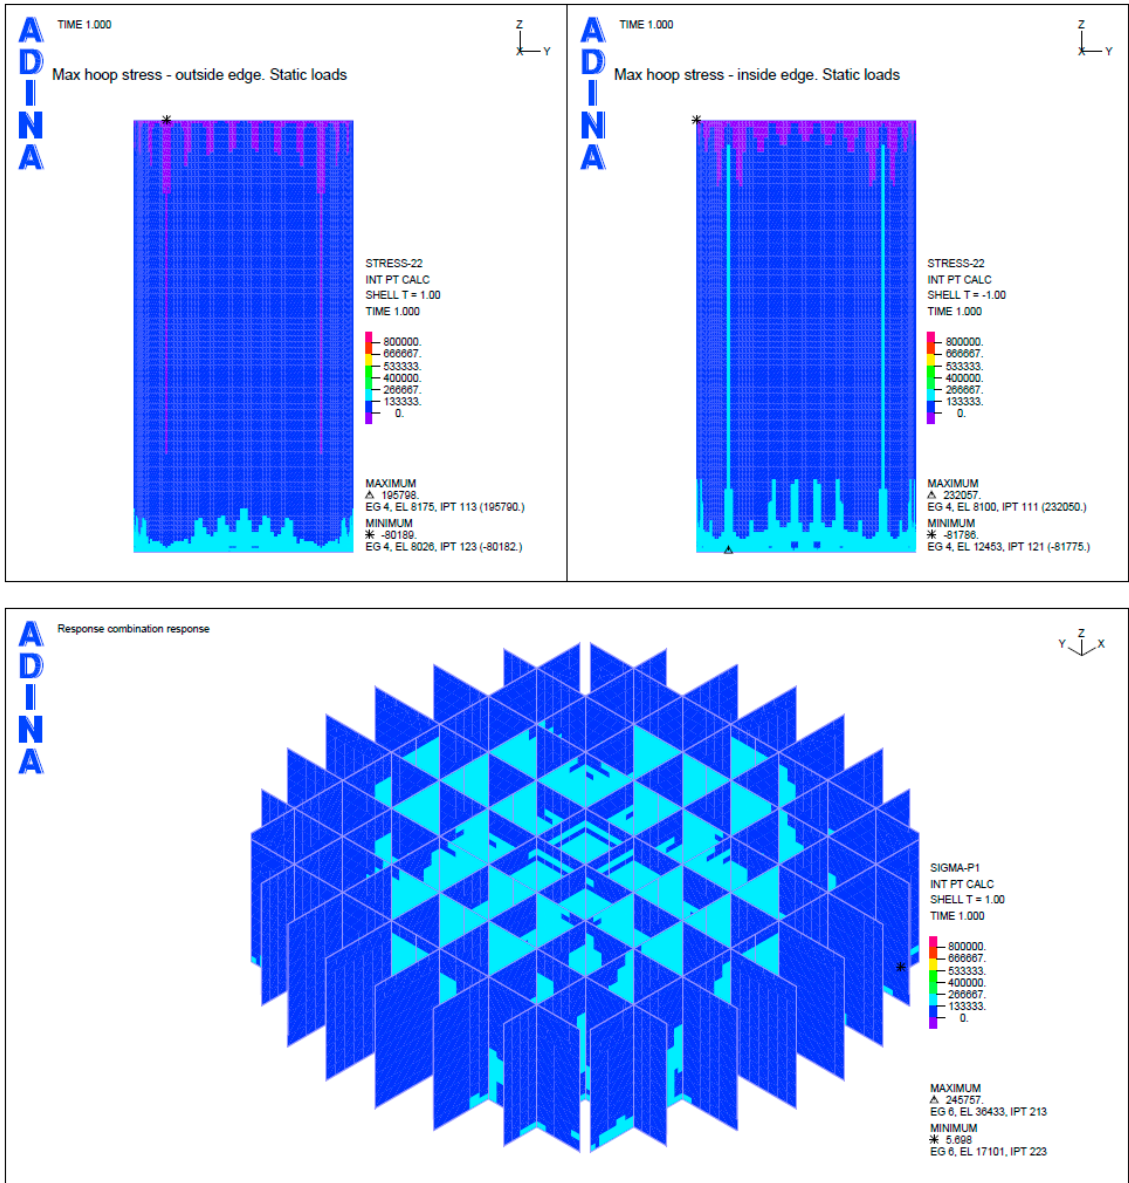 ADINA
TIME 1.000
Z
X Y
Max hoop stress - outside edge. Static loads
STRESS-22
INT PT CALC
SHELL T = 1.00
TIME 1.000
800000.
666667.
533333.
400000.
266667.
133333.
0.
MAXIMUM
195798.
EG 4, EL 8175, IPT 113 (195790.)
MINIMUM
-80189.
EG 4, EL 8026, IPT 123 (-80182.)
ADINA
TIME 1.000
Z
X Y
Max hoop stress - inside edge. Static loads
STRESS-22
INT PT CALC
SHELL T = -1.00
TIME 1.000
800000.
666667.
533333.
400000.
266667.
133333.
0.
MAXIMUM
232057.
EG 4, EL 8100, IPT 111 (232050.)
MINIMUM
-81786.
EG 4, EL 12453, IPT 121 (-81775.)
ADINA
Response combination response
Z
Y X
SIGMA-P1
INT PT CALC
SHELL T = 1.00
TIME 1.000
800000.
666667.
533333.
400000.
266667.
133333.
0.
MAXIMUM
245757.
EG 6, EL 36433, IPT 213
MINIMUM
5.698
EG 6, EL 17101, IPT 223